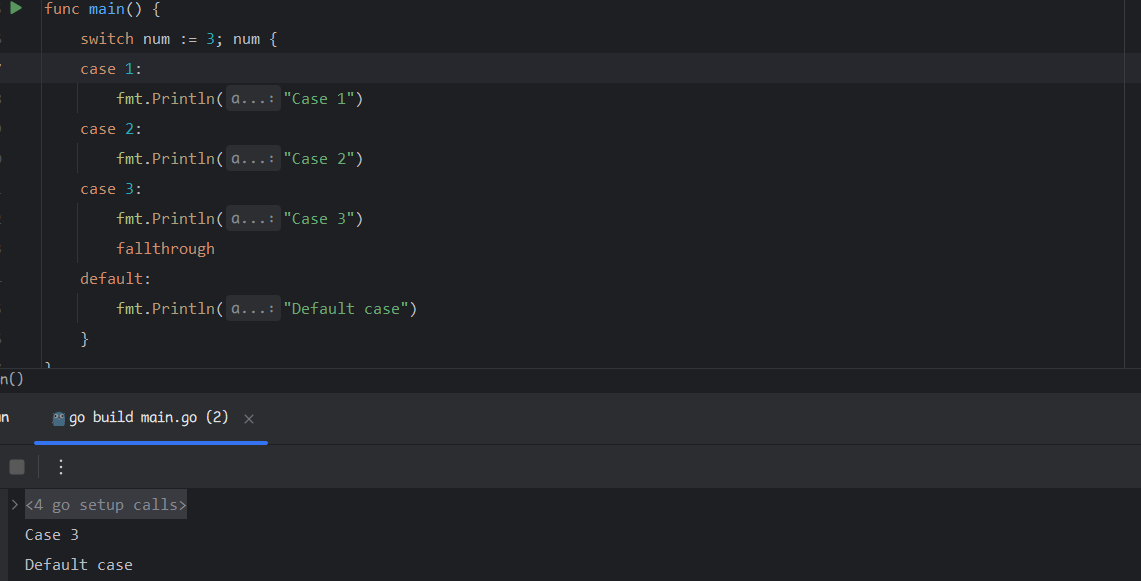 func main() {
switch num := 3; num {
case 1:
fmt.Println( a...: "Case 1")
case 2:
fmt.Println( a...: "Case 2")
case 3:
fmt.Println( a...: "Case 3")
fallthrough
default:
fmt.Println( a...: "Default case")
}
n()
n go build main.go (2)
<4 go setup calls>
Case 3
Default case